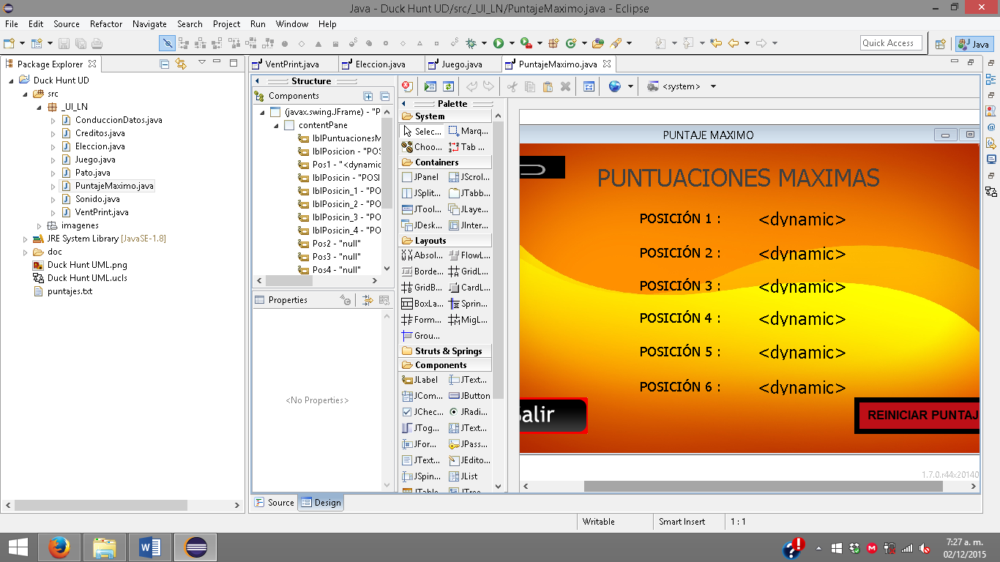 Java - Duck Hunt UD/src/_UI_LN/PuntajeMaximo.java - Eclipse
File Edit Source Refactor Navigate Search Project Run Window Help
Quick Access
Java
Package Explorer
Duck Hunt UD
src
_UI_LN
ConduccionDatos.java
Creditos.java
Eleccion.java
Juego.java
Pato.java
PuntajeMaximo.java
Sonido.java
VentPrint.java
imagenes
JRE System Library [JavaSE-1.8]
doc
Duck Hunt UML.png
Duck Hunt UML.ucls
puntajes.txt
VentPrint.java Eleccion.java Juego.java PuntajeMaximo.java
Structure
Components
(javax.swing.JFrame) - "P
contentPane
lblPuntuacionesM
lblPosicion - "POS
Pos1 - "<dynamic
lblPosicin - "POSI
lblPosicin_1 - "PO
lblPosicin_2 - "PO
lblPosicin_3 - "PO
lblPosicin_4 - "PO
Pos2 - "null"
Pos3 - "null"
Pos4 - "null"
Properties
<No Properties>
<system>
Palette
System
Selec... Marq...
Choo... Tab ...
Containers
JPanel JScrol...
JSplit... JTabb...
JTool... JLaye...
JDesk... JInter...
Layouts
Absol... FlowL...
Borde... GridL...
GridB... CardL...
BoxLa... Sprin...
Form... MigL...
Grou...
Struts & Springs
Components
JLabel JText...
JCom... JButton
JChec... JRadi...
JTog... JText...
JFor... JPass...
JText... JEdito...
JSpin... JList
JTable JTree
PUNTAJE MAXIMO
PUNTUACIONES MAXIMAS
POSICIÓN 1 : <dynamic>
POSICIÓN 2 : <dynamic>
POSICIÓN 3 : <dynamic>
POSICIÓN 4 : <dynamic>
POSICIÓN 5 : <dynamic>
POSICIÓN 6 : <dynamic>
Salir
REINICIAR PUNTAJ
1.7.0.r44x20140
Source Design
Writable Smart Insert 1 : 1
7:27 a. m.
02/12/2015